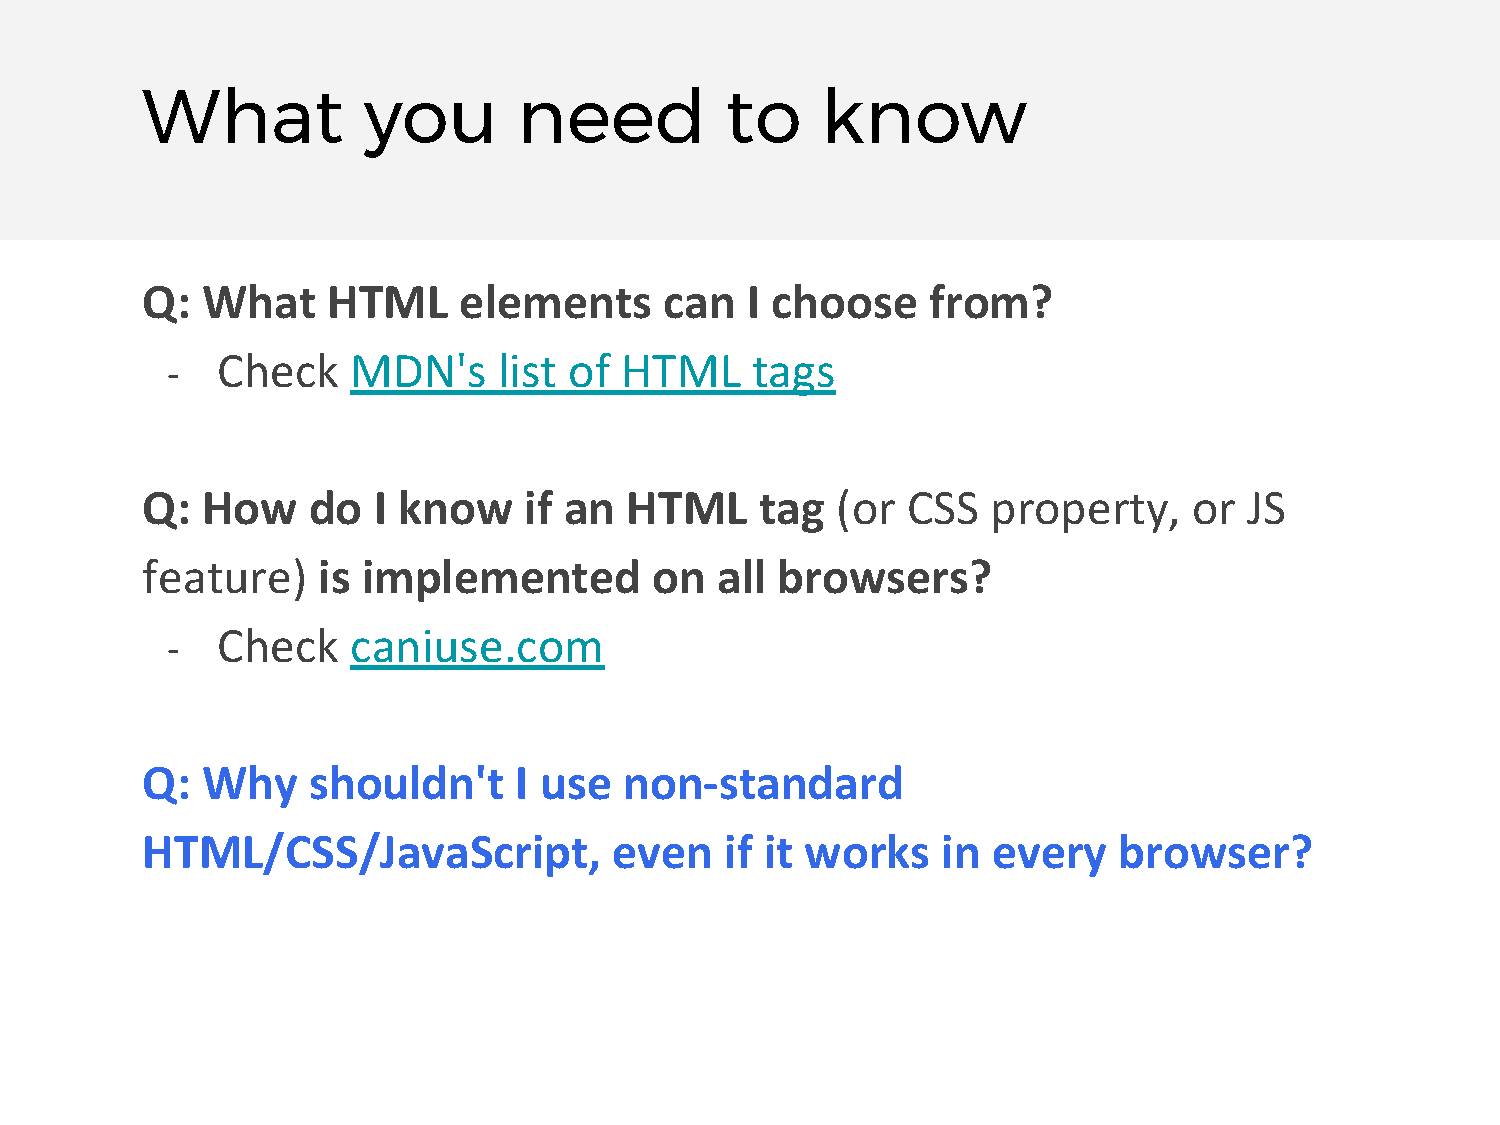 What you need to know
Q: What HTML elements can I choose from?
- Check MDN's list of HTML tags
Q: How do I know if an HTML tag (or CSS property, or JS
feature) is implemented on all browsers?
- Check caniuse.com
Q: Why shouldn't I use non-standard
HTML/CSS/JavaScript, even if it works in every browser?